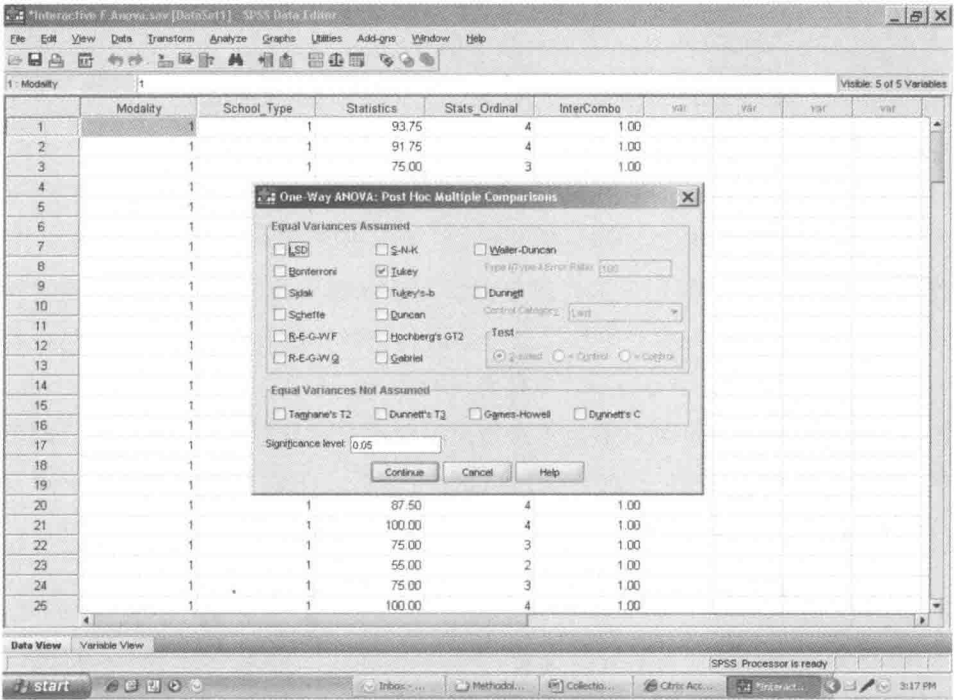 *Interactive F Anova.sav [DataSet1] - SPSS Data Editor
File Edit View Data Transform Analyze Graphs Utilities Add-ons Window Help
1 : Modality 1 Visible: 5 of 5 Variables
Modality School_Type Statistics Stats_Ordinal InterCombo var var var var
1 1 1 93.75 4 1.00
2 1 1 91.75 4 1.00
3 1 1 75.00 3 1.00
4 1
5 1
6 1
7 1
8 1
9 1
10 1
11 1
12 1
13 1
14 1
15 1
16 1
17 1
18 1
19 1
20 1 1 87.50 4 1.00
21 1 1 100.00 4 1.00
22 1 1 75.00 3 1.00
23 1 1 55.00 2 1.00
24 1 1 75.00 3 1.00
25 1 1 100.00 4 1.00
One-Way ANOVA: Post Hoc Multiple Comparisons
Equal Variances Assumed
LSD S-N-K Waller-Duncan
Bonferroni Tukey Type I/Type II Error Ratio: 100
Sidak Tukey's-b Dunnett
Scheffe Duncan Control Category: Last
R-E-G-W F Hochberg's GT2 Test
R-E-G-W Q Gabriel 2-sided < Control > Control
Equal Variances Not Assumed
Tamhane's T2 Dunnett's T3 Games-Howell Dunnett's C
Significance level: 0.05
Continue Cancel Help
Data View Variable View
SPSS Processor is ready
start Inbox - ... Methodol... Collectio... Citrix Acc... *Interact... 3:17 PM